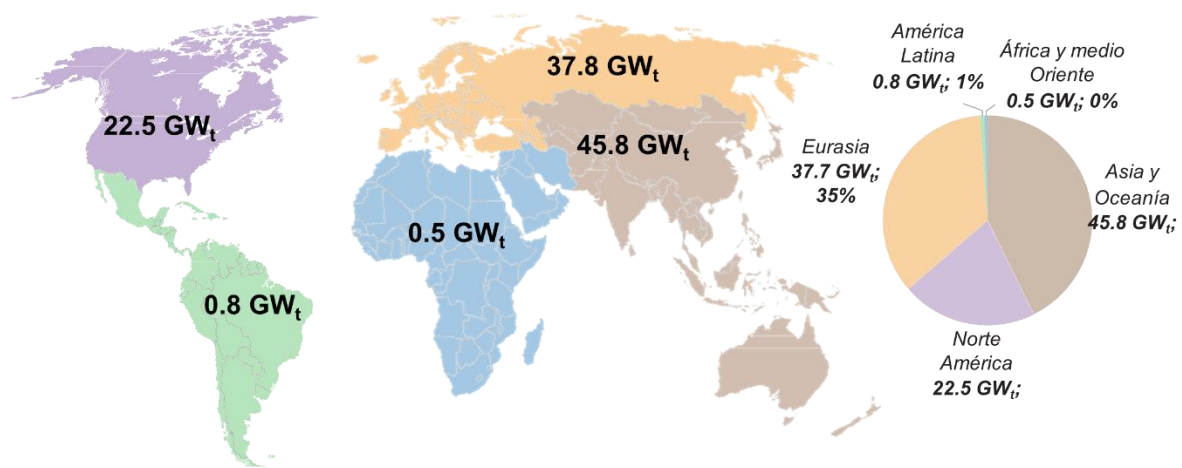 22.5 GWt
0.8 GWt
37.8 GWt
45.8 GWt
0.5 GWt
América
Latina
0.8 GWt; 1%
África y medio
Oriente
0.5 GWt; 0%
Eurasia
37.7 GWt;
35%
Asia y
Oceanía
45.8 GWt;
Norte
América
22.5 GWt;